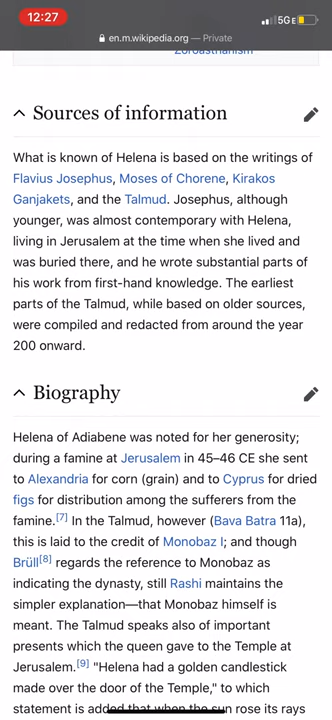 12:27
5GE
en.m.wikipedia.org — Private
Zoroastrianism
Sources of information
What is known of Helena is based on the writings of
Flavius Josephus, Moses of Chorene, Kirakos
Ganjakets, and the Talmud. Josephus, although
younger, was almost contemporary with Helena,
living in Jerusalem at the time when she lived and
was buried there, and he wrote substantial parts of
his work from first-hand knowledge. The earliest
parts of the Talmud, while based on older sources,
were compiled and redacted from around the year
200 onward.
Biography
Helena of Adiabene was noted for her generosity;
during a famine at Jerusalem in 45–46 CE she sent
to Alexandria for corn (grain) and to Cyprus for dried
figs for distribution among the sufferers from the
famine.[7] In the Talmud, however (Bava Batra 11a),
this is laid to the credit of Monobaz I; and though
Brüll[8] regards the reference to Monobaz as
indicating the dynasty, still Rashi maintains the
simpler explanation—that Monobaz himself is
meant. The Talmud speaks also of important
presents which the queen gave to the Temple at
Jerusalem.[9] "Helena had a golden candlestick
made over the door of the Temple," to which
statement is added that when the sun rose its rays